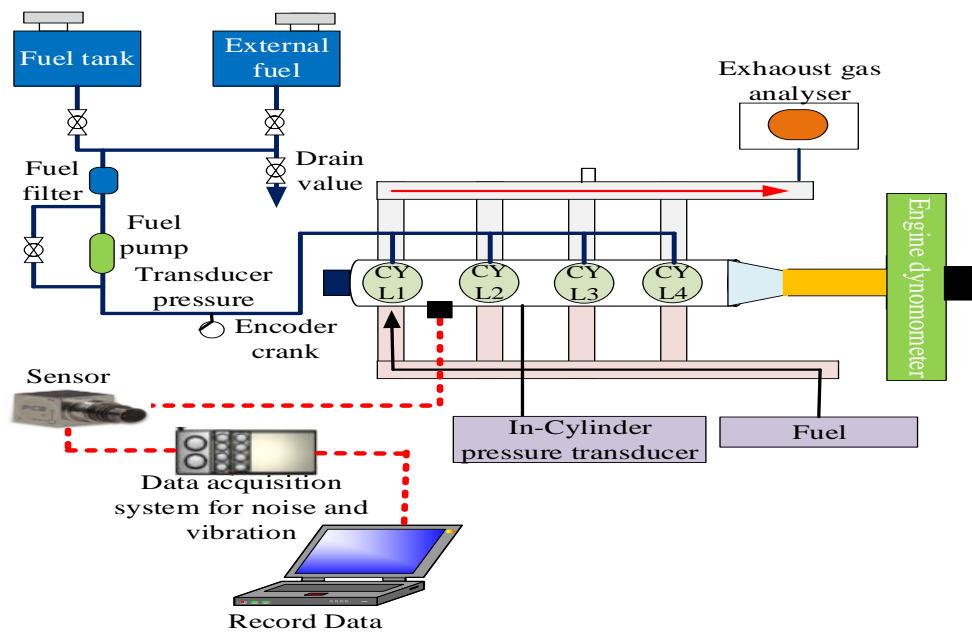 Fuel tank
External
fuel
Exhaoust gas
analyser
Drain
value
Fuel
filter
Fuel
pump
Transducer
pressure
Encoder
crank
CY
L1
CY
L2
CY
L3
CY
L4
Engine dynomometer
Sensor
In-Cylinder
pressure transducer
Fuel
Data acquisition
system for noise and
vibration
Record Data